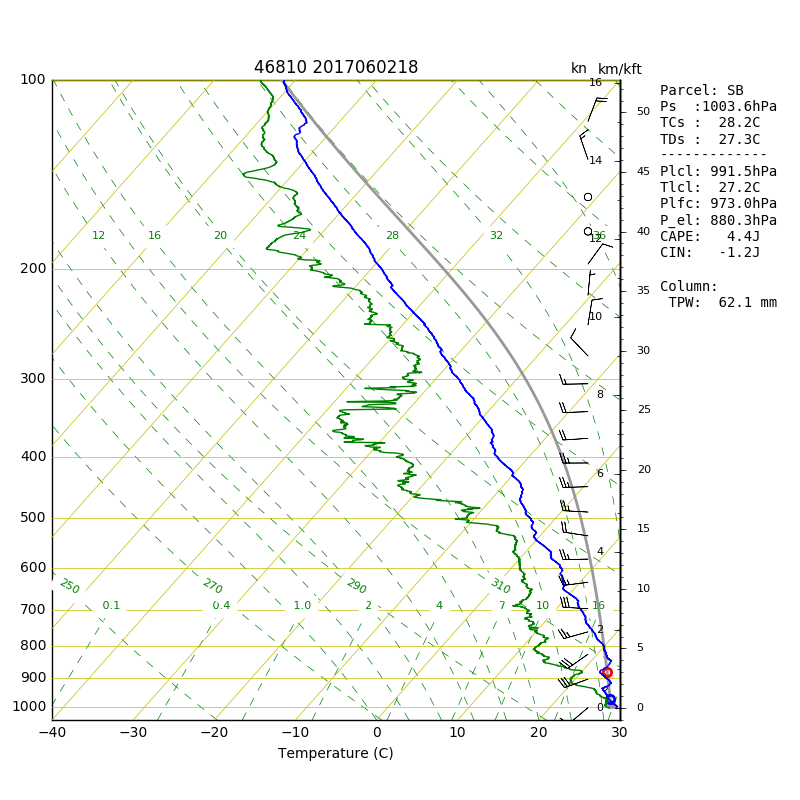 46810 2017060218
kn km/kft
100
200
300
400
500
600
700
800
900
1000
−40 −30 −20 −10 0 10 20 30
Temperature (C)
12 16 20 24 28 32 36
250 270 290 310
0.1 0.4 1.0 2 4 7 10 16
16
14
12
10
8
6
4
2
0
50
45
40
35
30
25
20
15
10
5
0
Parcel: SB
Ps  :1003.6hPa
TCs :  28.2C
TDs :  27.3C
-------------
Plcl: 991.5hPa
Tlcl:  27.2C
Plfc: 973.0hPa
P_el: 880.3hPa
CAPE:   4.4J
CIN:   -1.2J
Column:
TPW:  62.1 mm